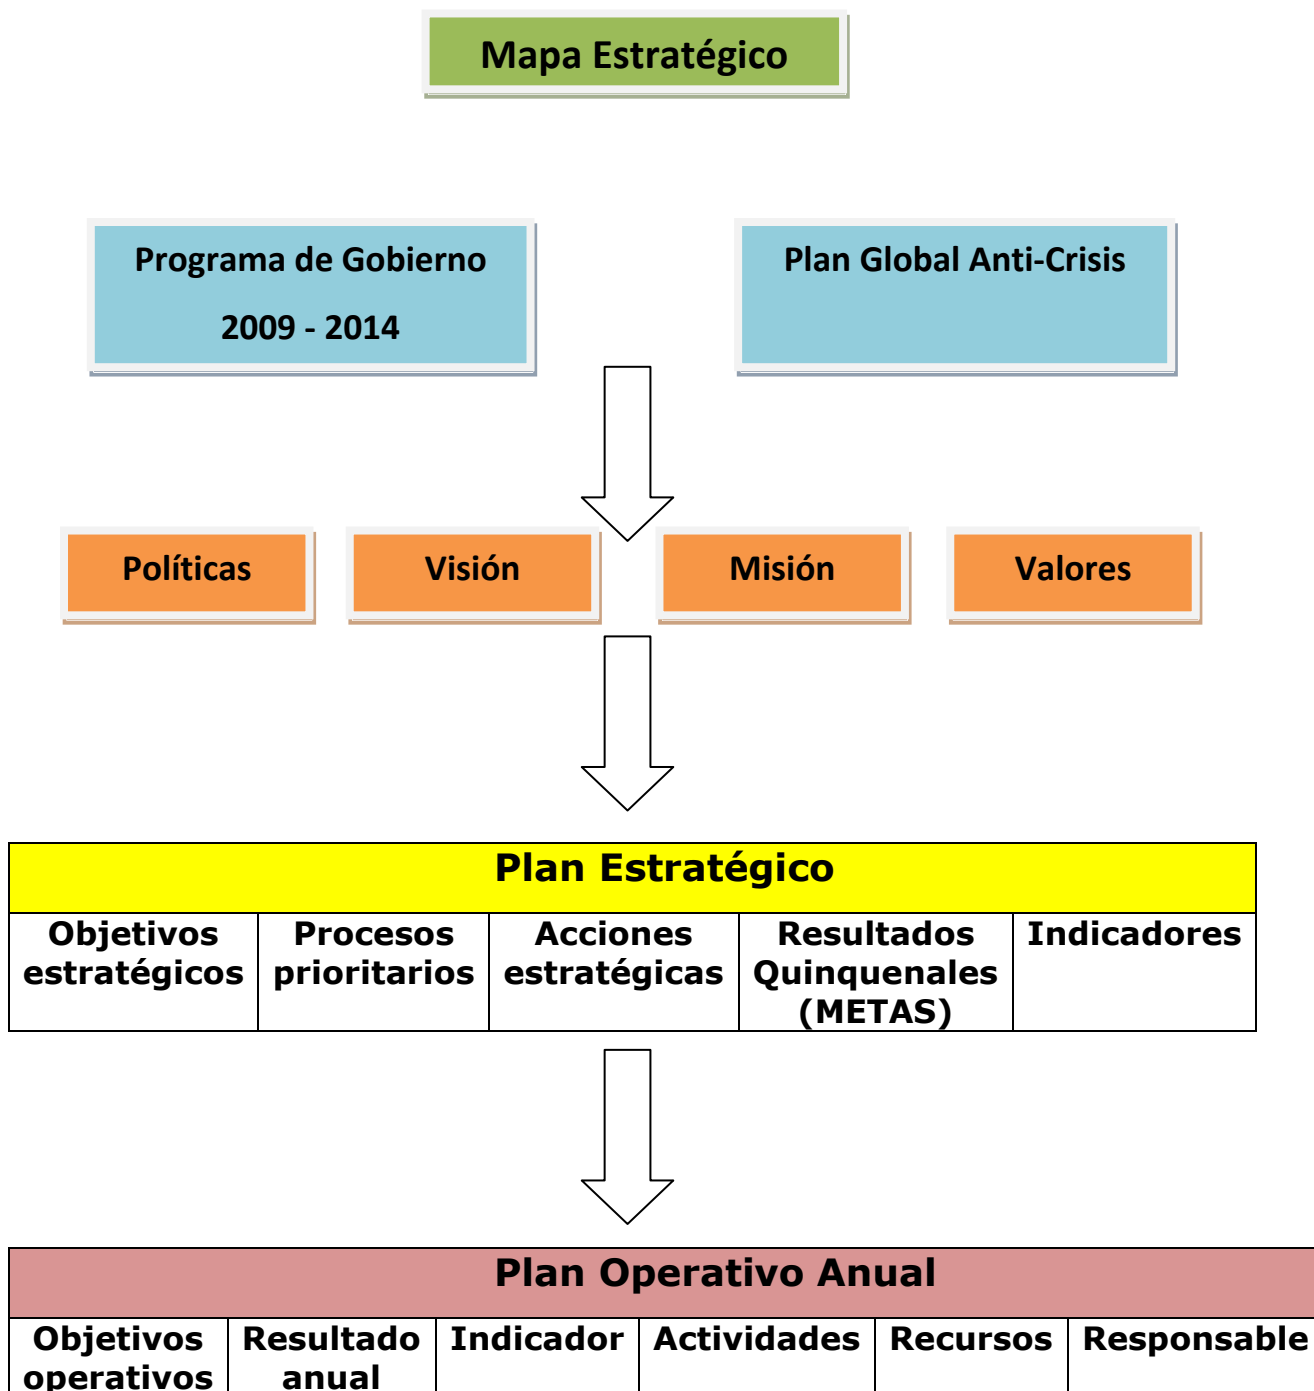 Mapa Estratégico
Programa de Gobierno
2009 - 2014
Plan Global Anti-Crisis
Políticas
Visión
Misión
Valores
Plan Estratégico
Objetivos
estratégicos
Procesos
prioritarios
Acciones
estratégicas
Resultados
Quinquenales
(METAS)
Indicadores
Plan Operativo Anual
Objetivos
operativos
Resultado
anual
Indicador
Actividades
Recursos
Responsable